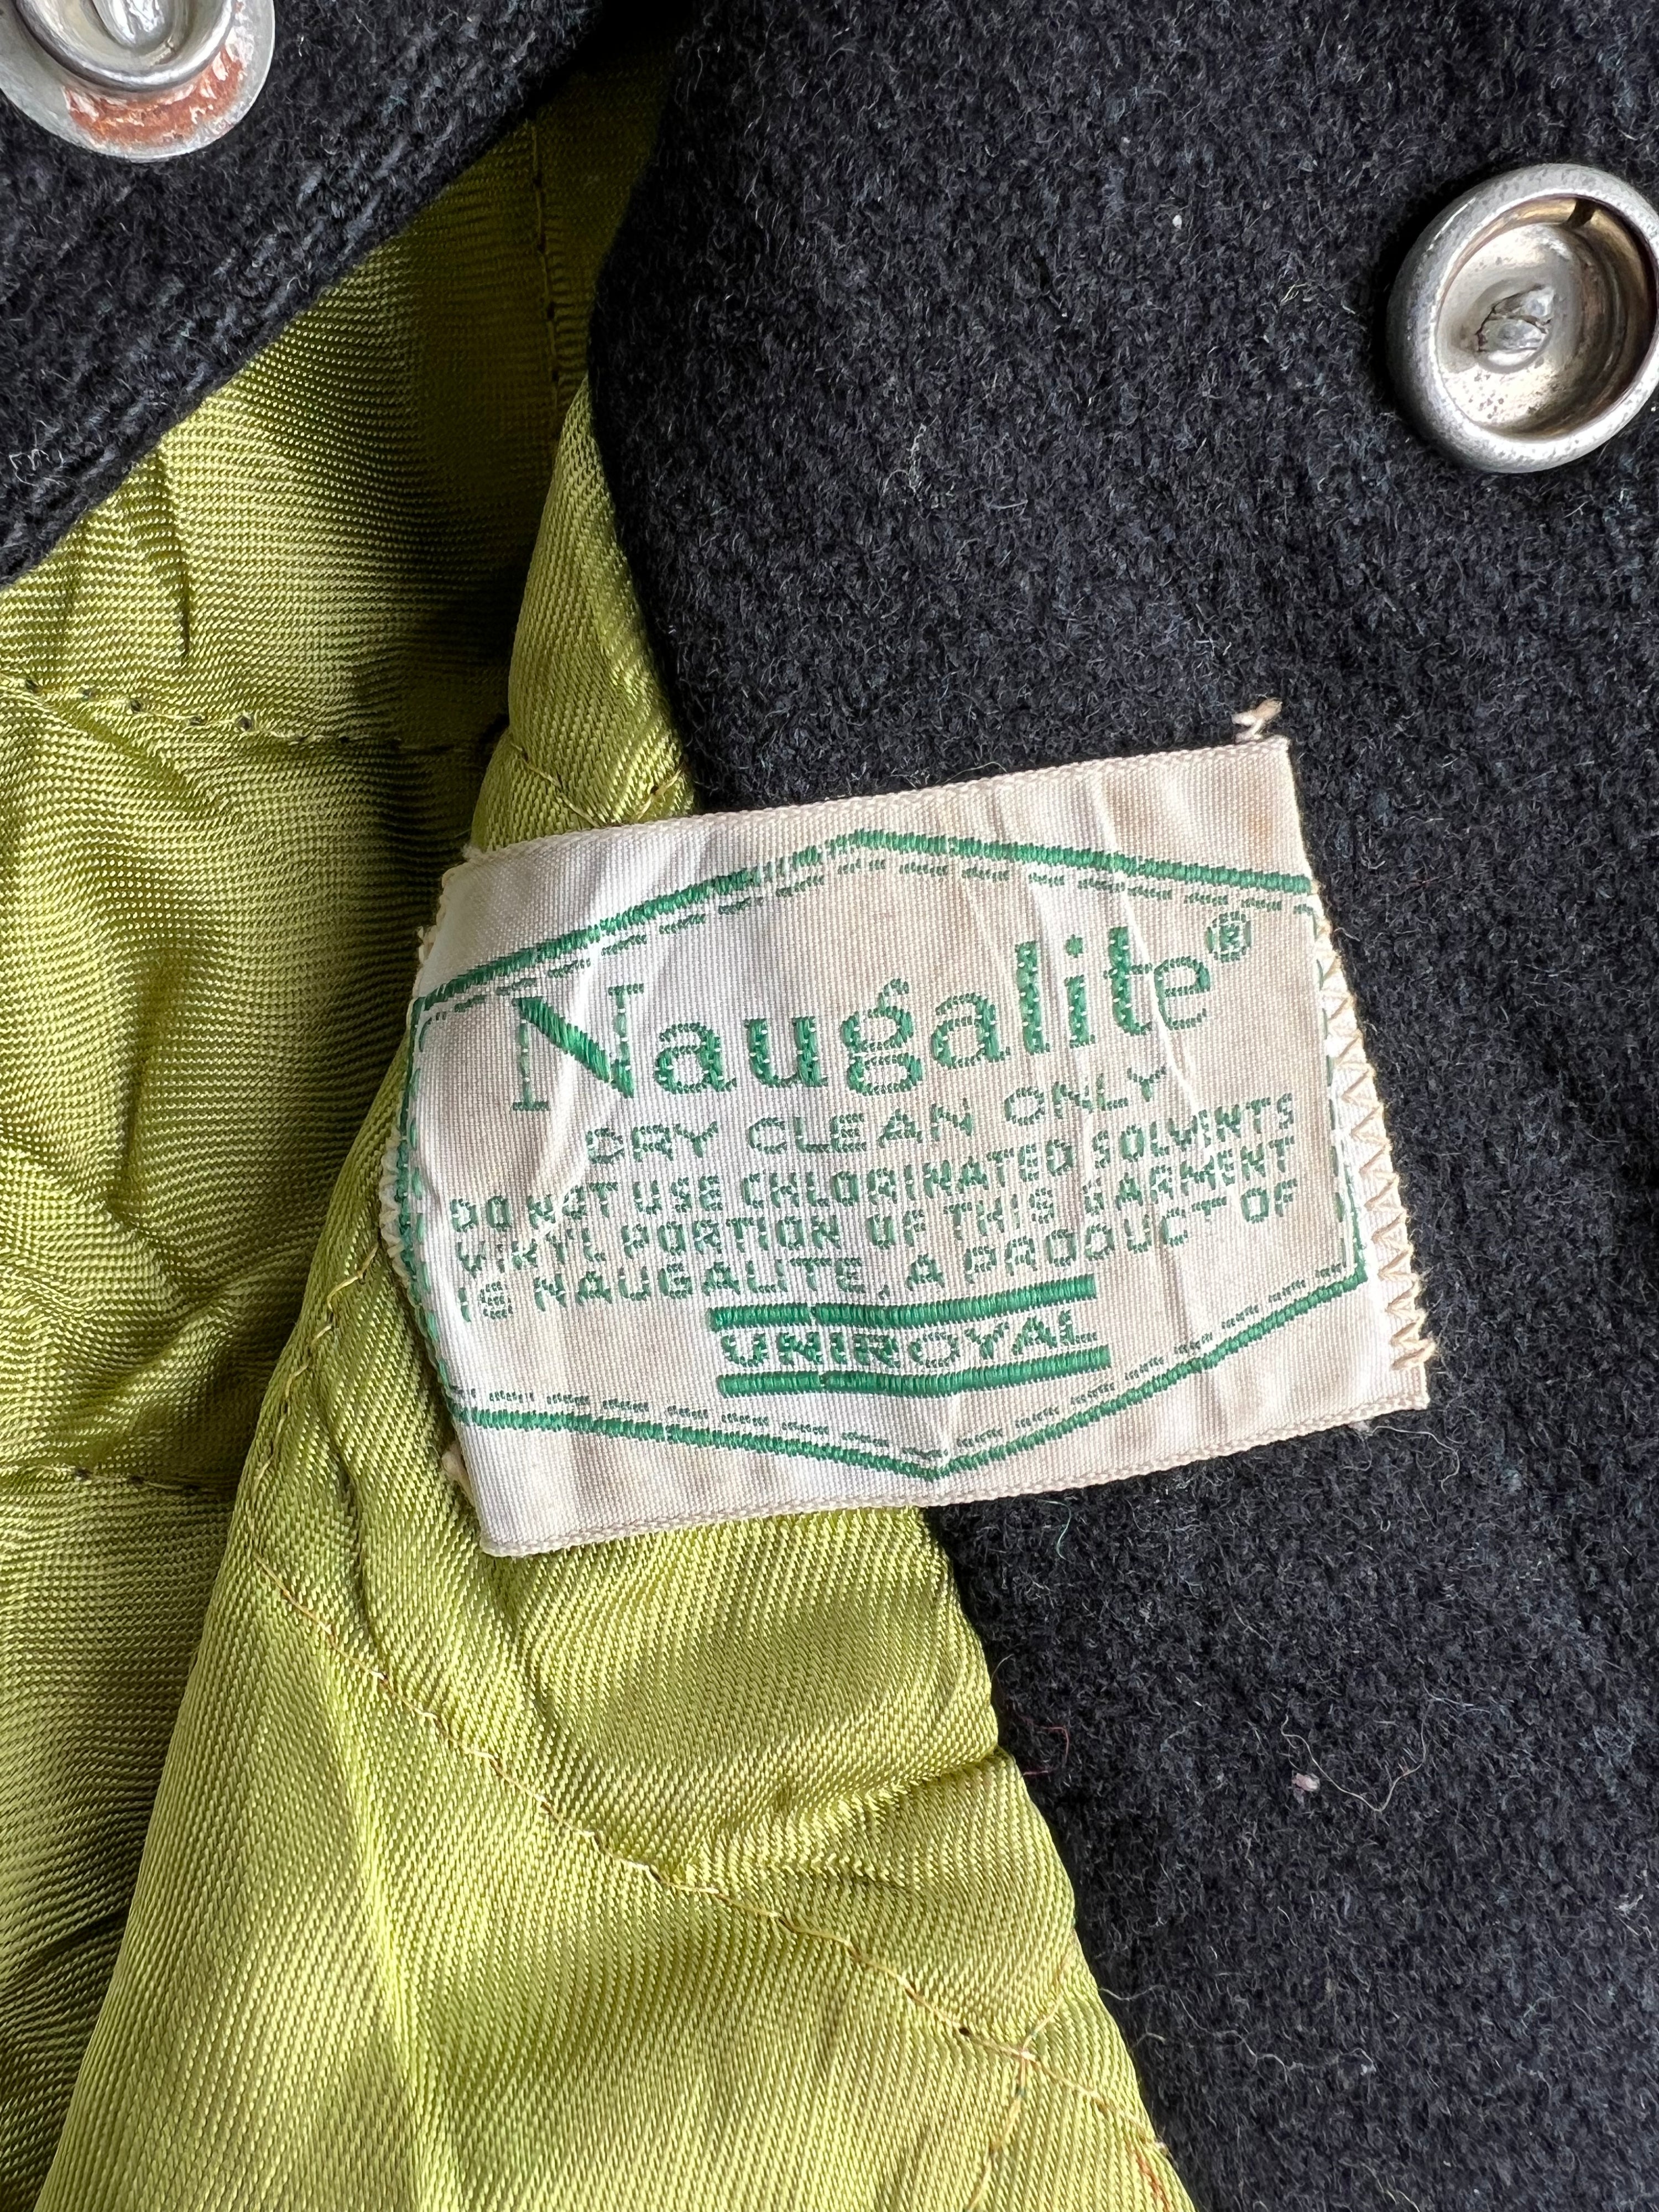 Naugalite®
DRY CLEAN ONLY
DO NOT USE CHLORINATED SOLVENTS
VINYL PORTION OF THIS GARMENT
IS NAUGALITE, A PRODUCT OF
UNIROYAL